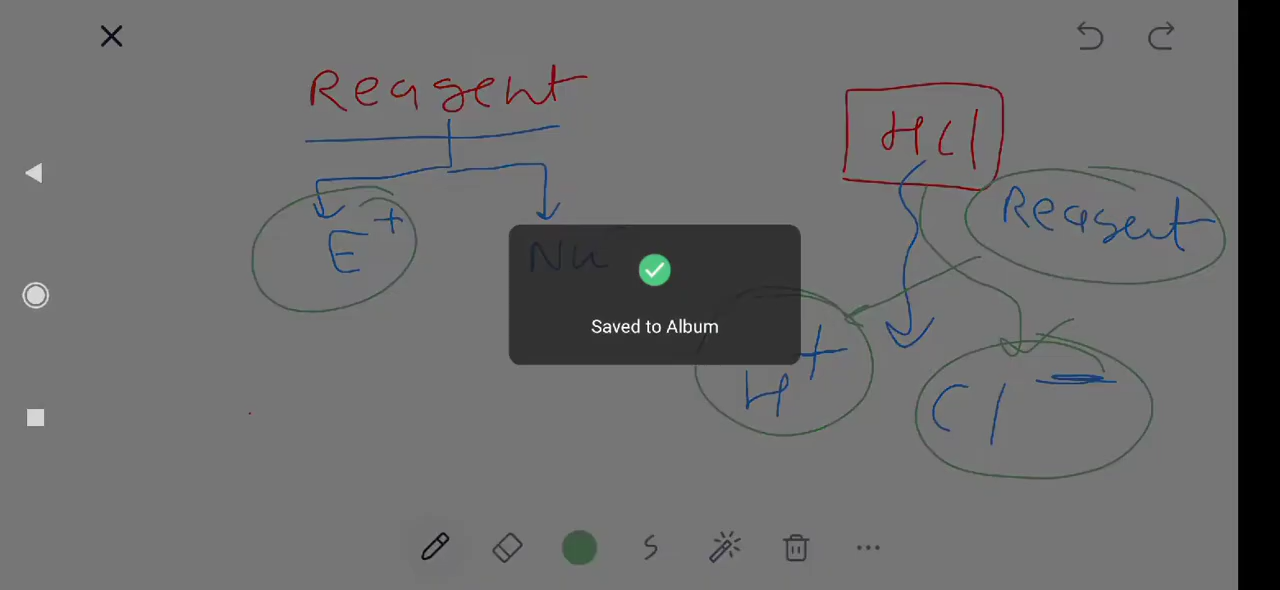 Reagent
HCl
Reagent
E+
Nu-
Saved to Album
H+
Cl-